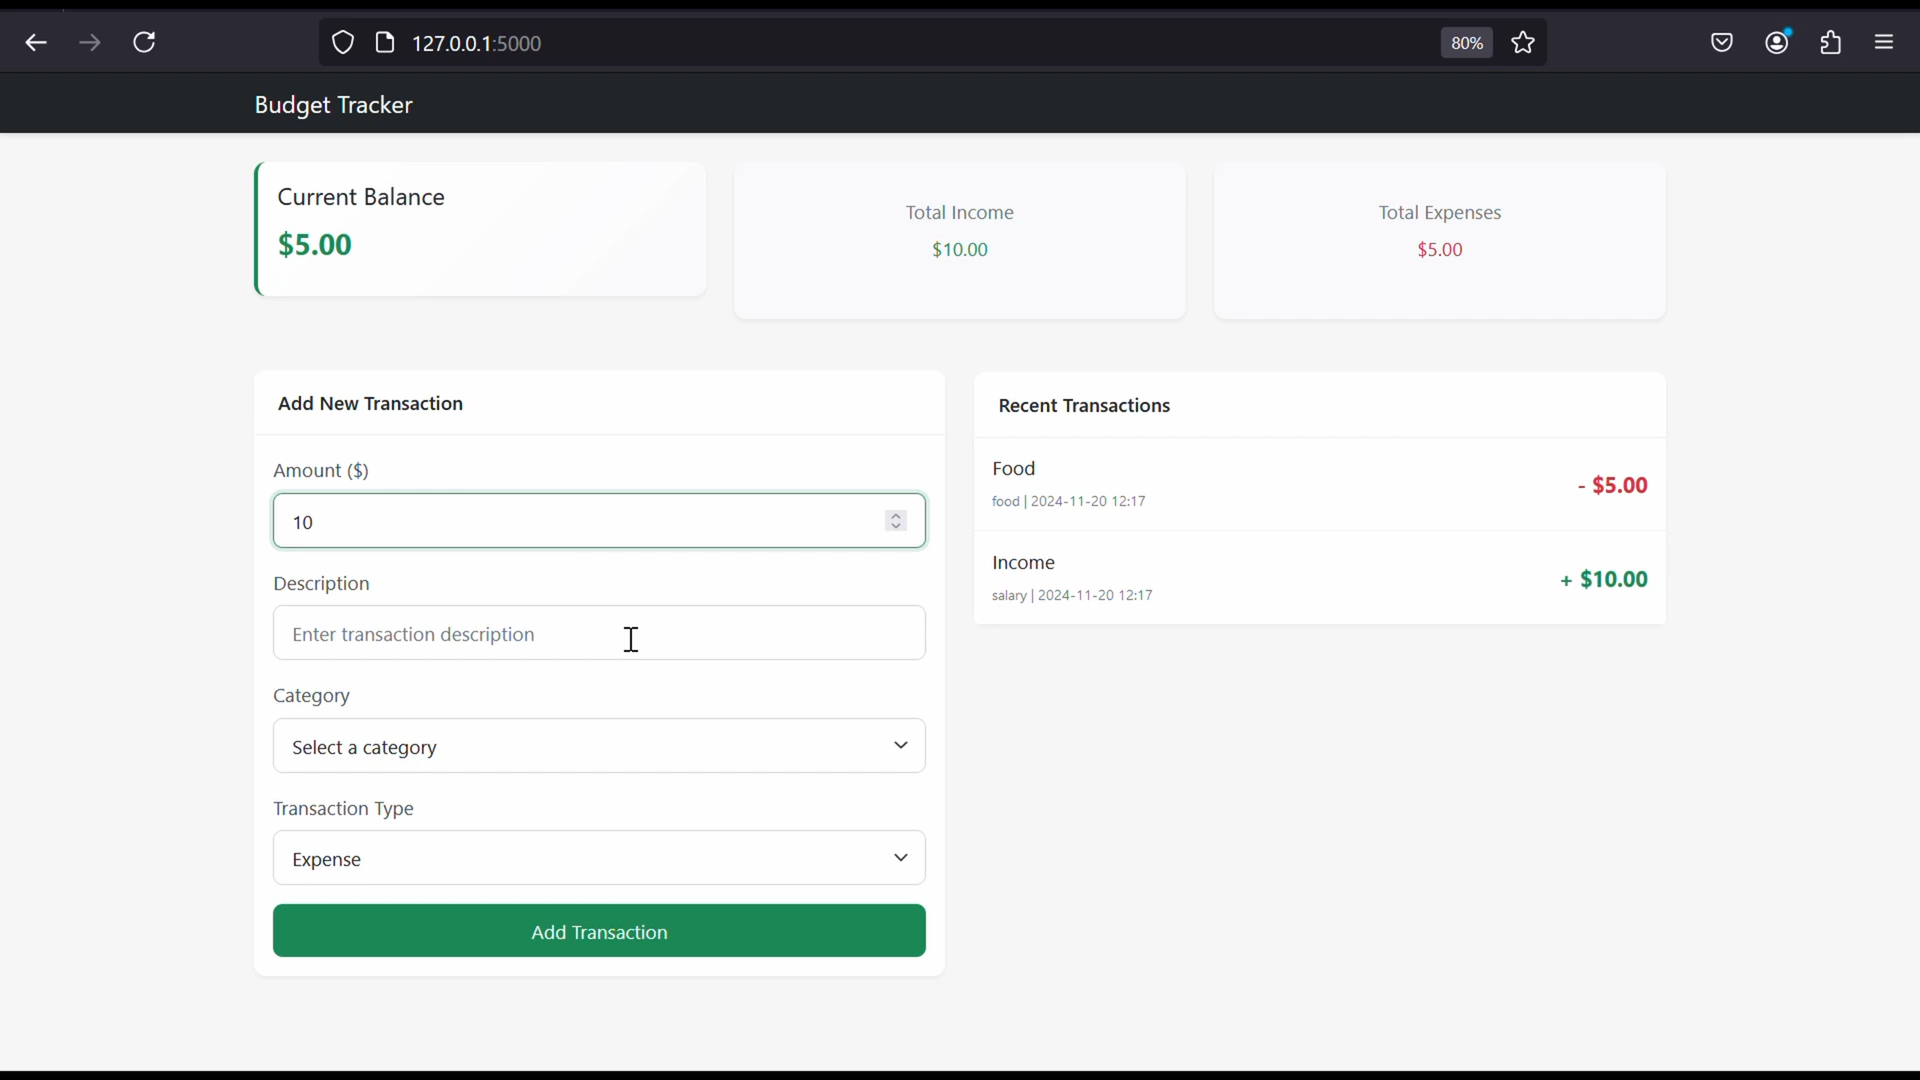 127.0.0.1:5000
80%
Budget Tracker
Current Balance
$5.00
Total Income
$10.00
Total Expenses
$5.00
Add New Transaction
Amount ($)
10
Description
Enter transaction description
Category
Select a category
Transaction Type
Expense
Add Transaction
Recent Transactions
Food
- $5.00
food | 2024-11-20 12:17
Income
+ $10.00
salary | 2024-11-20 12:17